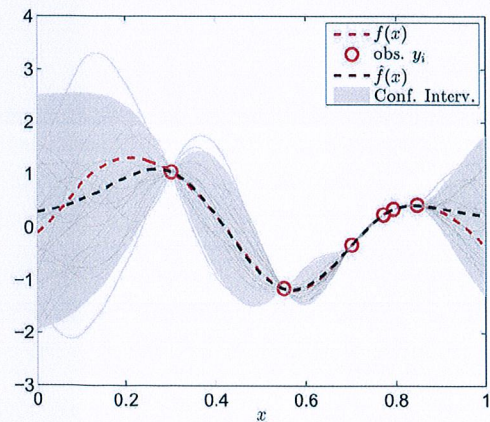 4
3
2
1
0
-1
-2
-3
0
0.2
0.4
0.6
0.8
1
x
f(x)
obs. y_i
f̂(x)
Conf. Interv.